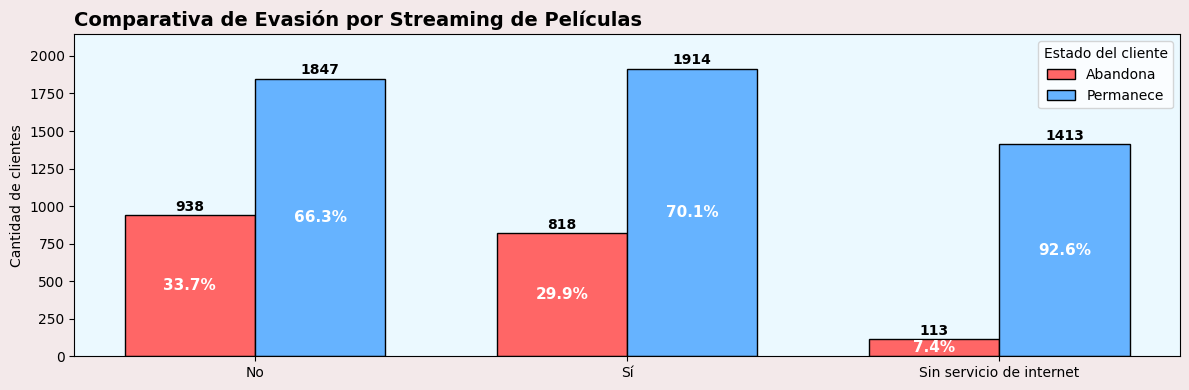 Comparativa de Evasión por Streaming de Películas
Cantidad de clientes
2000
1750
1500
1250
1000
750
500
250
0
Estado del cliente
Abandona
Permanece
938
33.7%
1847
66.3%
818
29.9%
1914
70.1%
113
7.4%
1413
92.6%
No
Sí
Sin servicio de internet